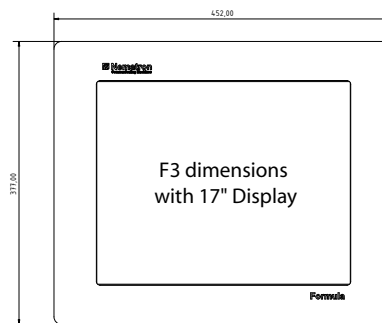 452,00
Nematron
377,00
F3 dimensions
with 17" Display
Formula